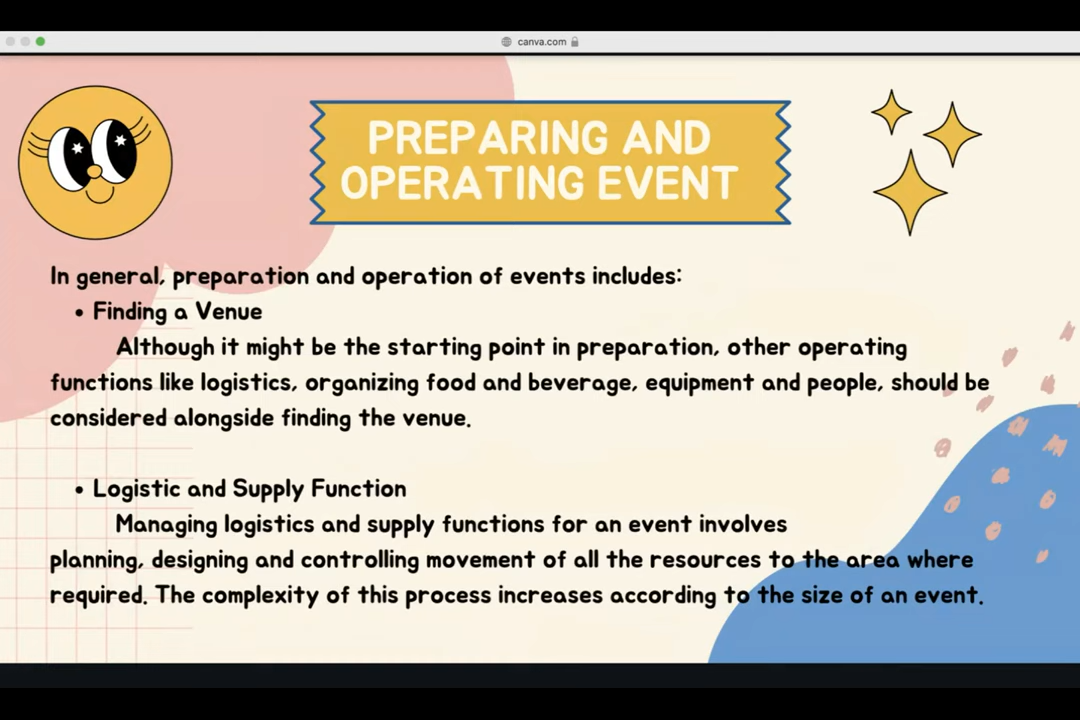 canva.com
PREPARING AND
OPERATING EVENT
In general, preparation and operation of events includes:
• Finding a Venue
Although it might be the starting point in preparation, other operating
functions like logistics, organizing food and beverage, equipment and people, should be
considered alongside finding the venue.
• Logistic and Supply Function
Managing logistics and supply functions for an event involves
planning, designing and controlling movement of all the resources to the area where
required. The complexity of this process increases according to the size of an event.